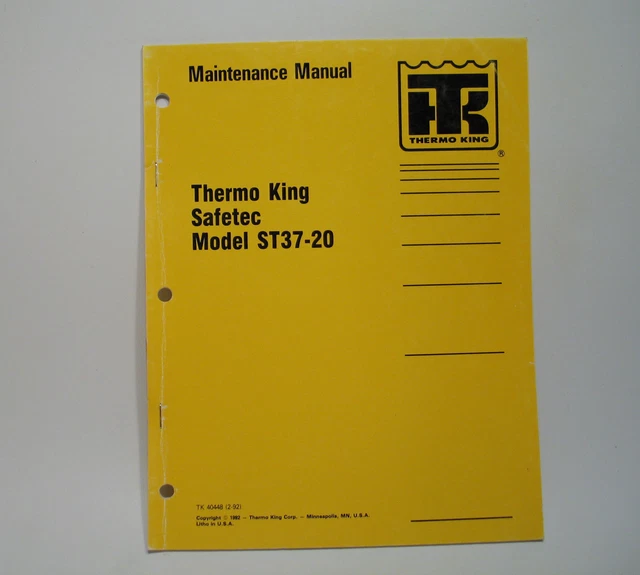 Maintenance Manual
TK
THERMO KING
®
Thermo King
Safetec
Model ST37-20
TK 40448 (2-92)
Copyright © 1992 – Thermo King Corp. – Minneapolis, MN, U.S.A.
Litho in U.S.A.